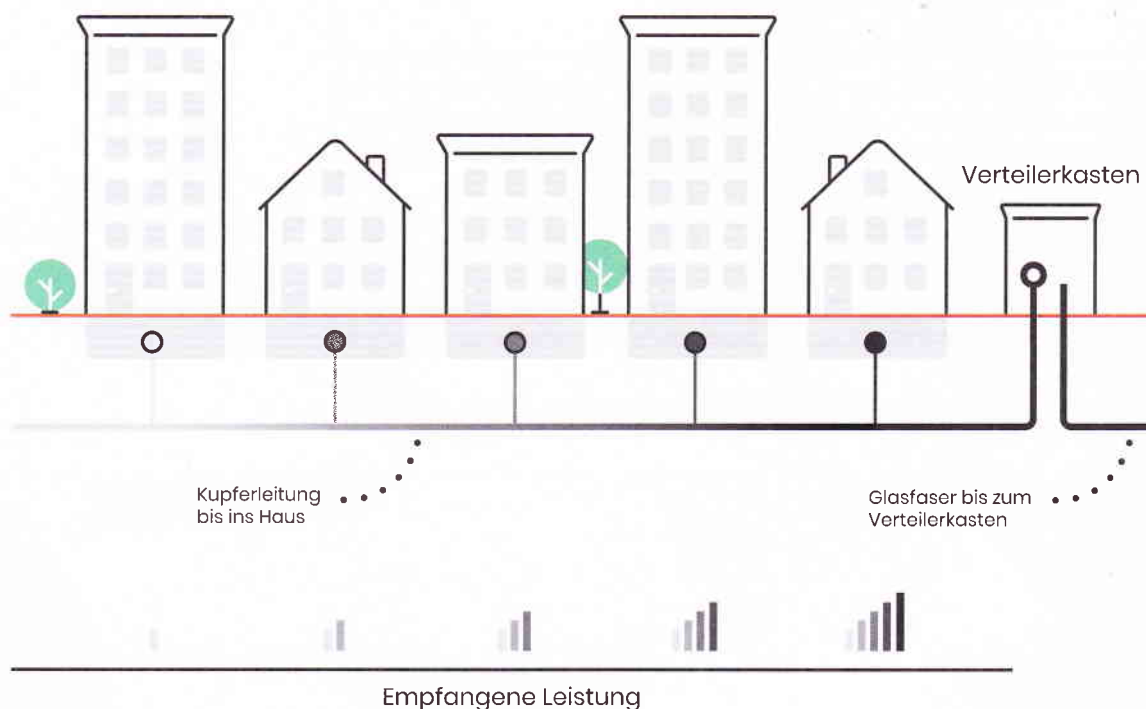 Verteilerkasten
Kupferleitung
bis ins Haus
Glasfaser bis zum
Verteilerkasten
Empfangene Leistung